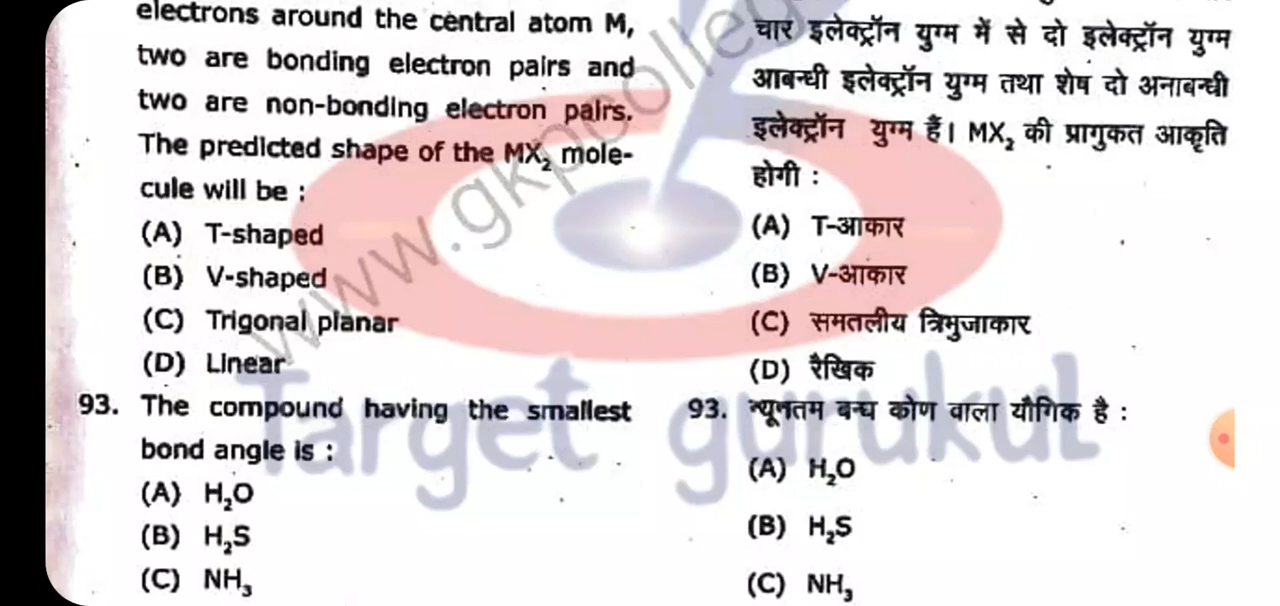 electrons around the central atom M,
two are bonding electron pairs and
two are non-bonding electron pairs.
The predicted shape of the MX₂ mole-
cule will be :
(A) T-shaped
(B) V-shaped
(C) Trigonal planar
(D) Linear
93. The compound having the smallest
bond angle is :
(A) H₂O
(B) H₂S
(C) NH₃
चार इलेक्ट्रॉन युग्म में से दो इलेक्ट्रॉन युग्म
आबन्धी इलेक्ट्रॉन युग्म तथा शेष दो अनाबन्धी
इलेक्ट्रॉन युग्म हैं। MX₂ की प्रागुकत आकृति
होगी :
(A) T-आकार
(B) V-आकार
(C) समतलीय त्रिभुजाकार
(D) रैखिक
93. न्यूनतम बन्ध कोण वाला यौगिक है :
(A) H₂O
(B) H₂S
(C) NH₃
Target gurukul